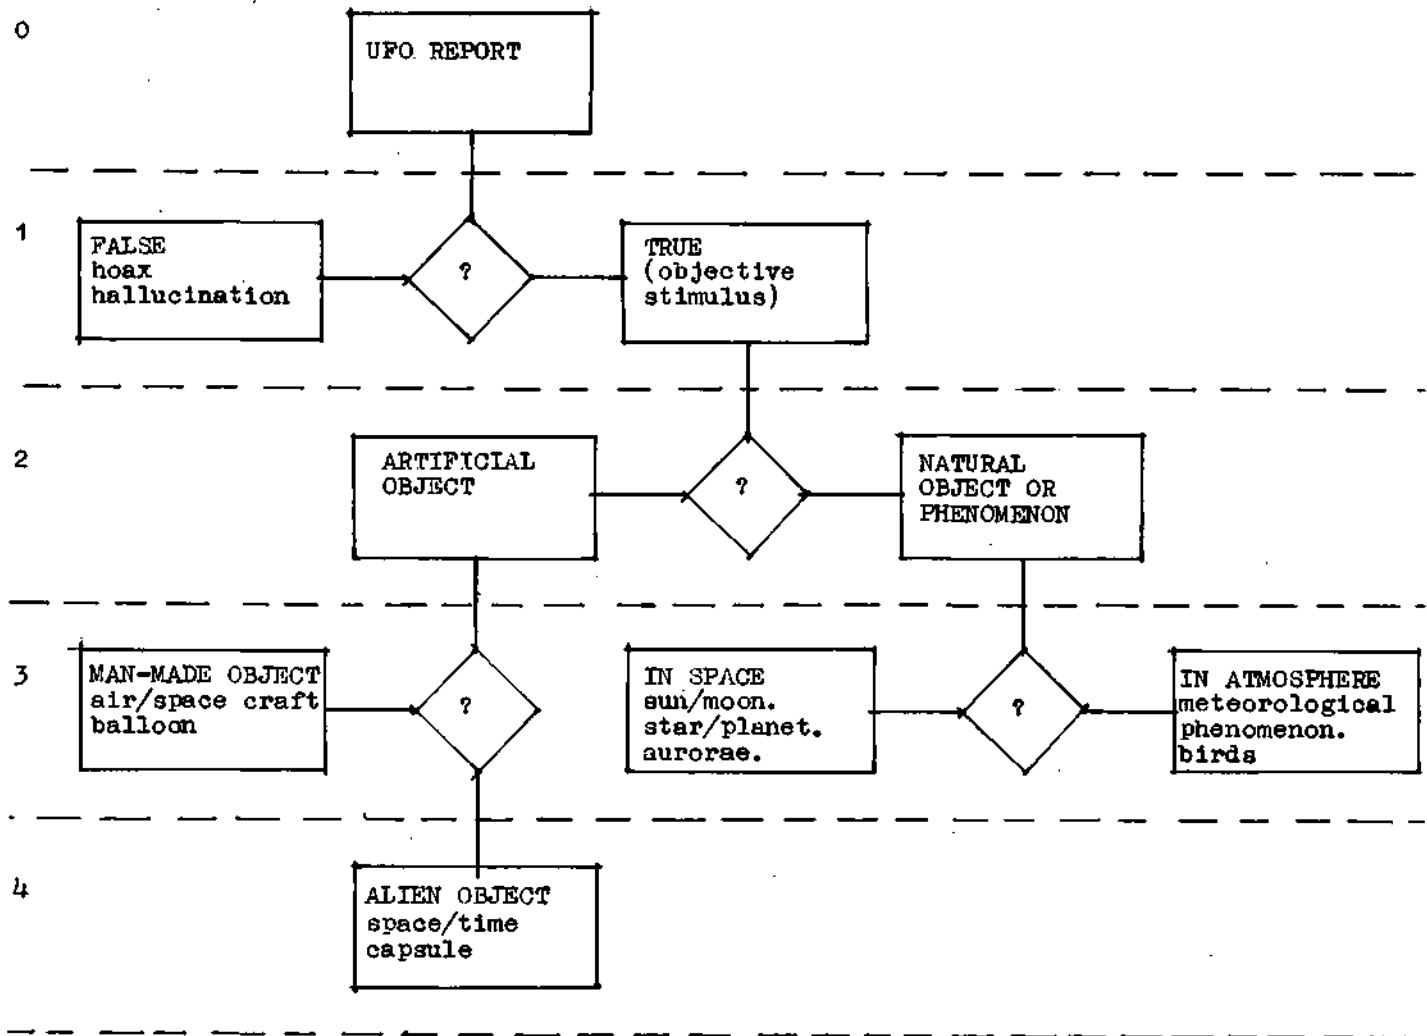 0
UFO REPORT
1
FALSE
hoax
hallucination
?
TRUE
(objective
stimulus)
2
ARTIFICIAL
OBJECT
?
NATURAL
OBJECT OR
PHENOMENON
3
MAN-MADE OBJECT
air/space craft
balloon
?
IN SPACE
sun/moon.
star/planet.
aurorae.
?
IN ATMOSPHERE
meteorological
phenomenon.
birds
4
ALIEN OBJECT
space/time
capsule